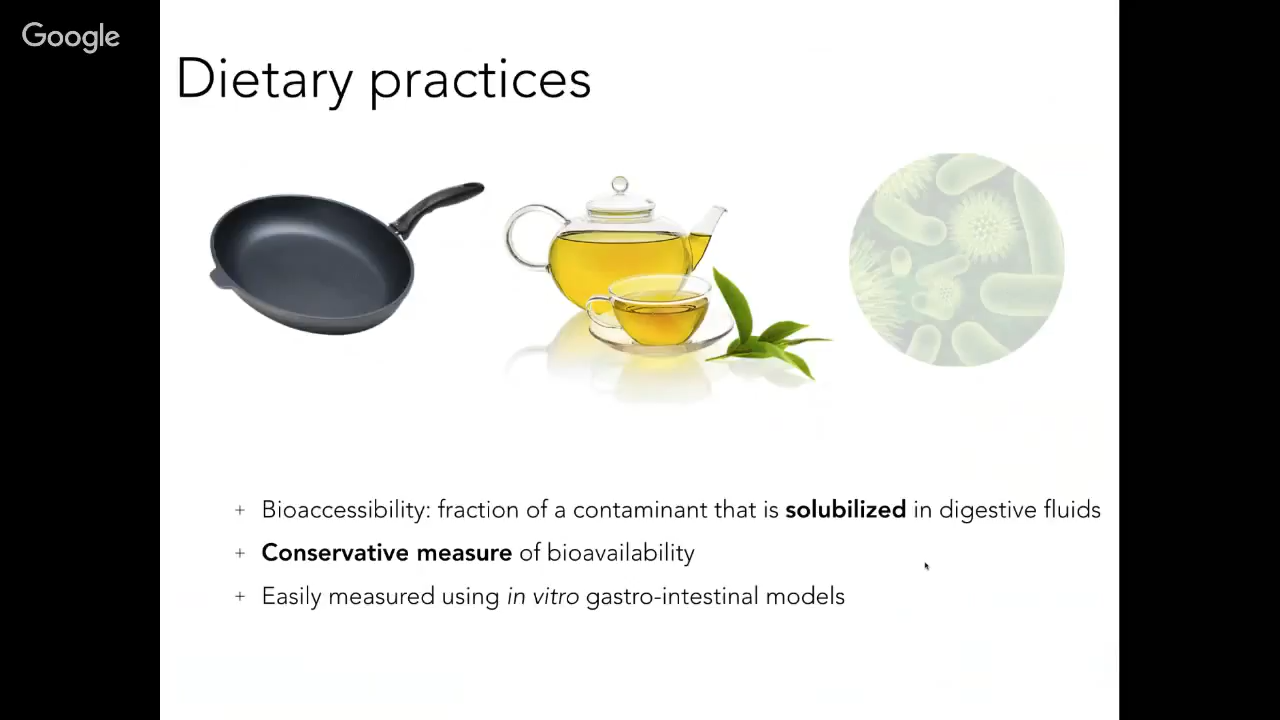 Google
Dietary practices
+ Bioaccessibility: fraction of a contaminant that is solubilized in digestive fluids
+ Conservative measure of bioavailability
+ Easily measured using in vitro gastro-intestinal models